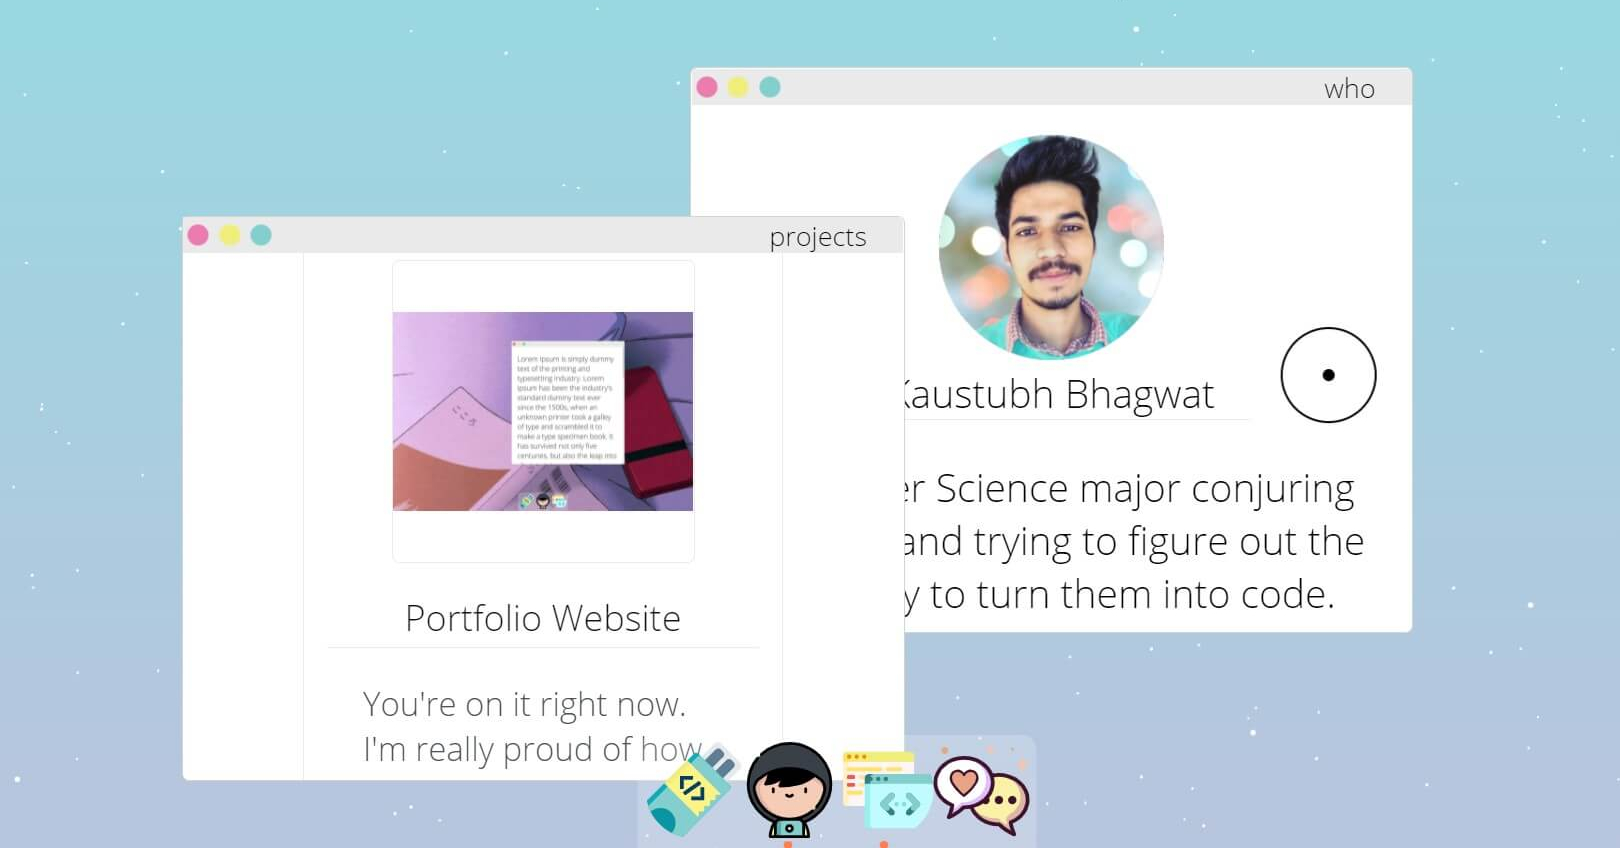 who
projects
Lorem Ipsum is simply dummy
text of the printing and
typesetting industry. Lorem
Ipsum has been the industry's
standard dummy text ever
since the 1500s, when an
unknown printer took a galley
of type and scrambled it to
make a type specimen book. It
has survived not only five
centuries, but also the leap into
Portfolio Website
You're on it right now.
I'm really proud of how
Kaustubh Bhagwat
er Science major conjuring
and trying to figure out the
y to turn them into code.